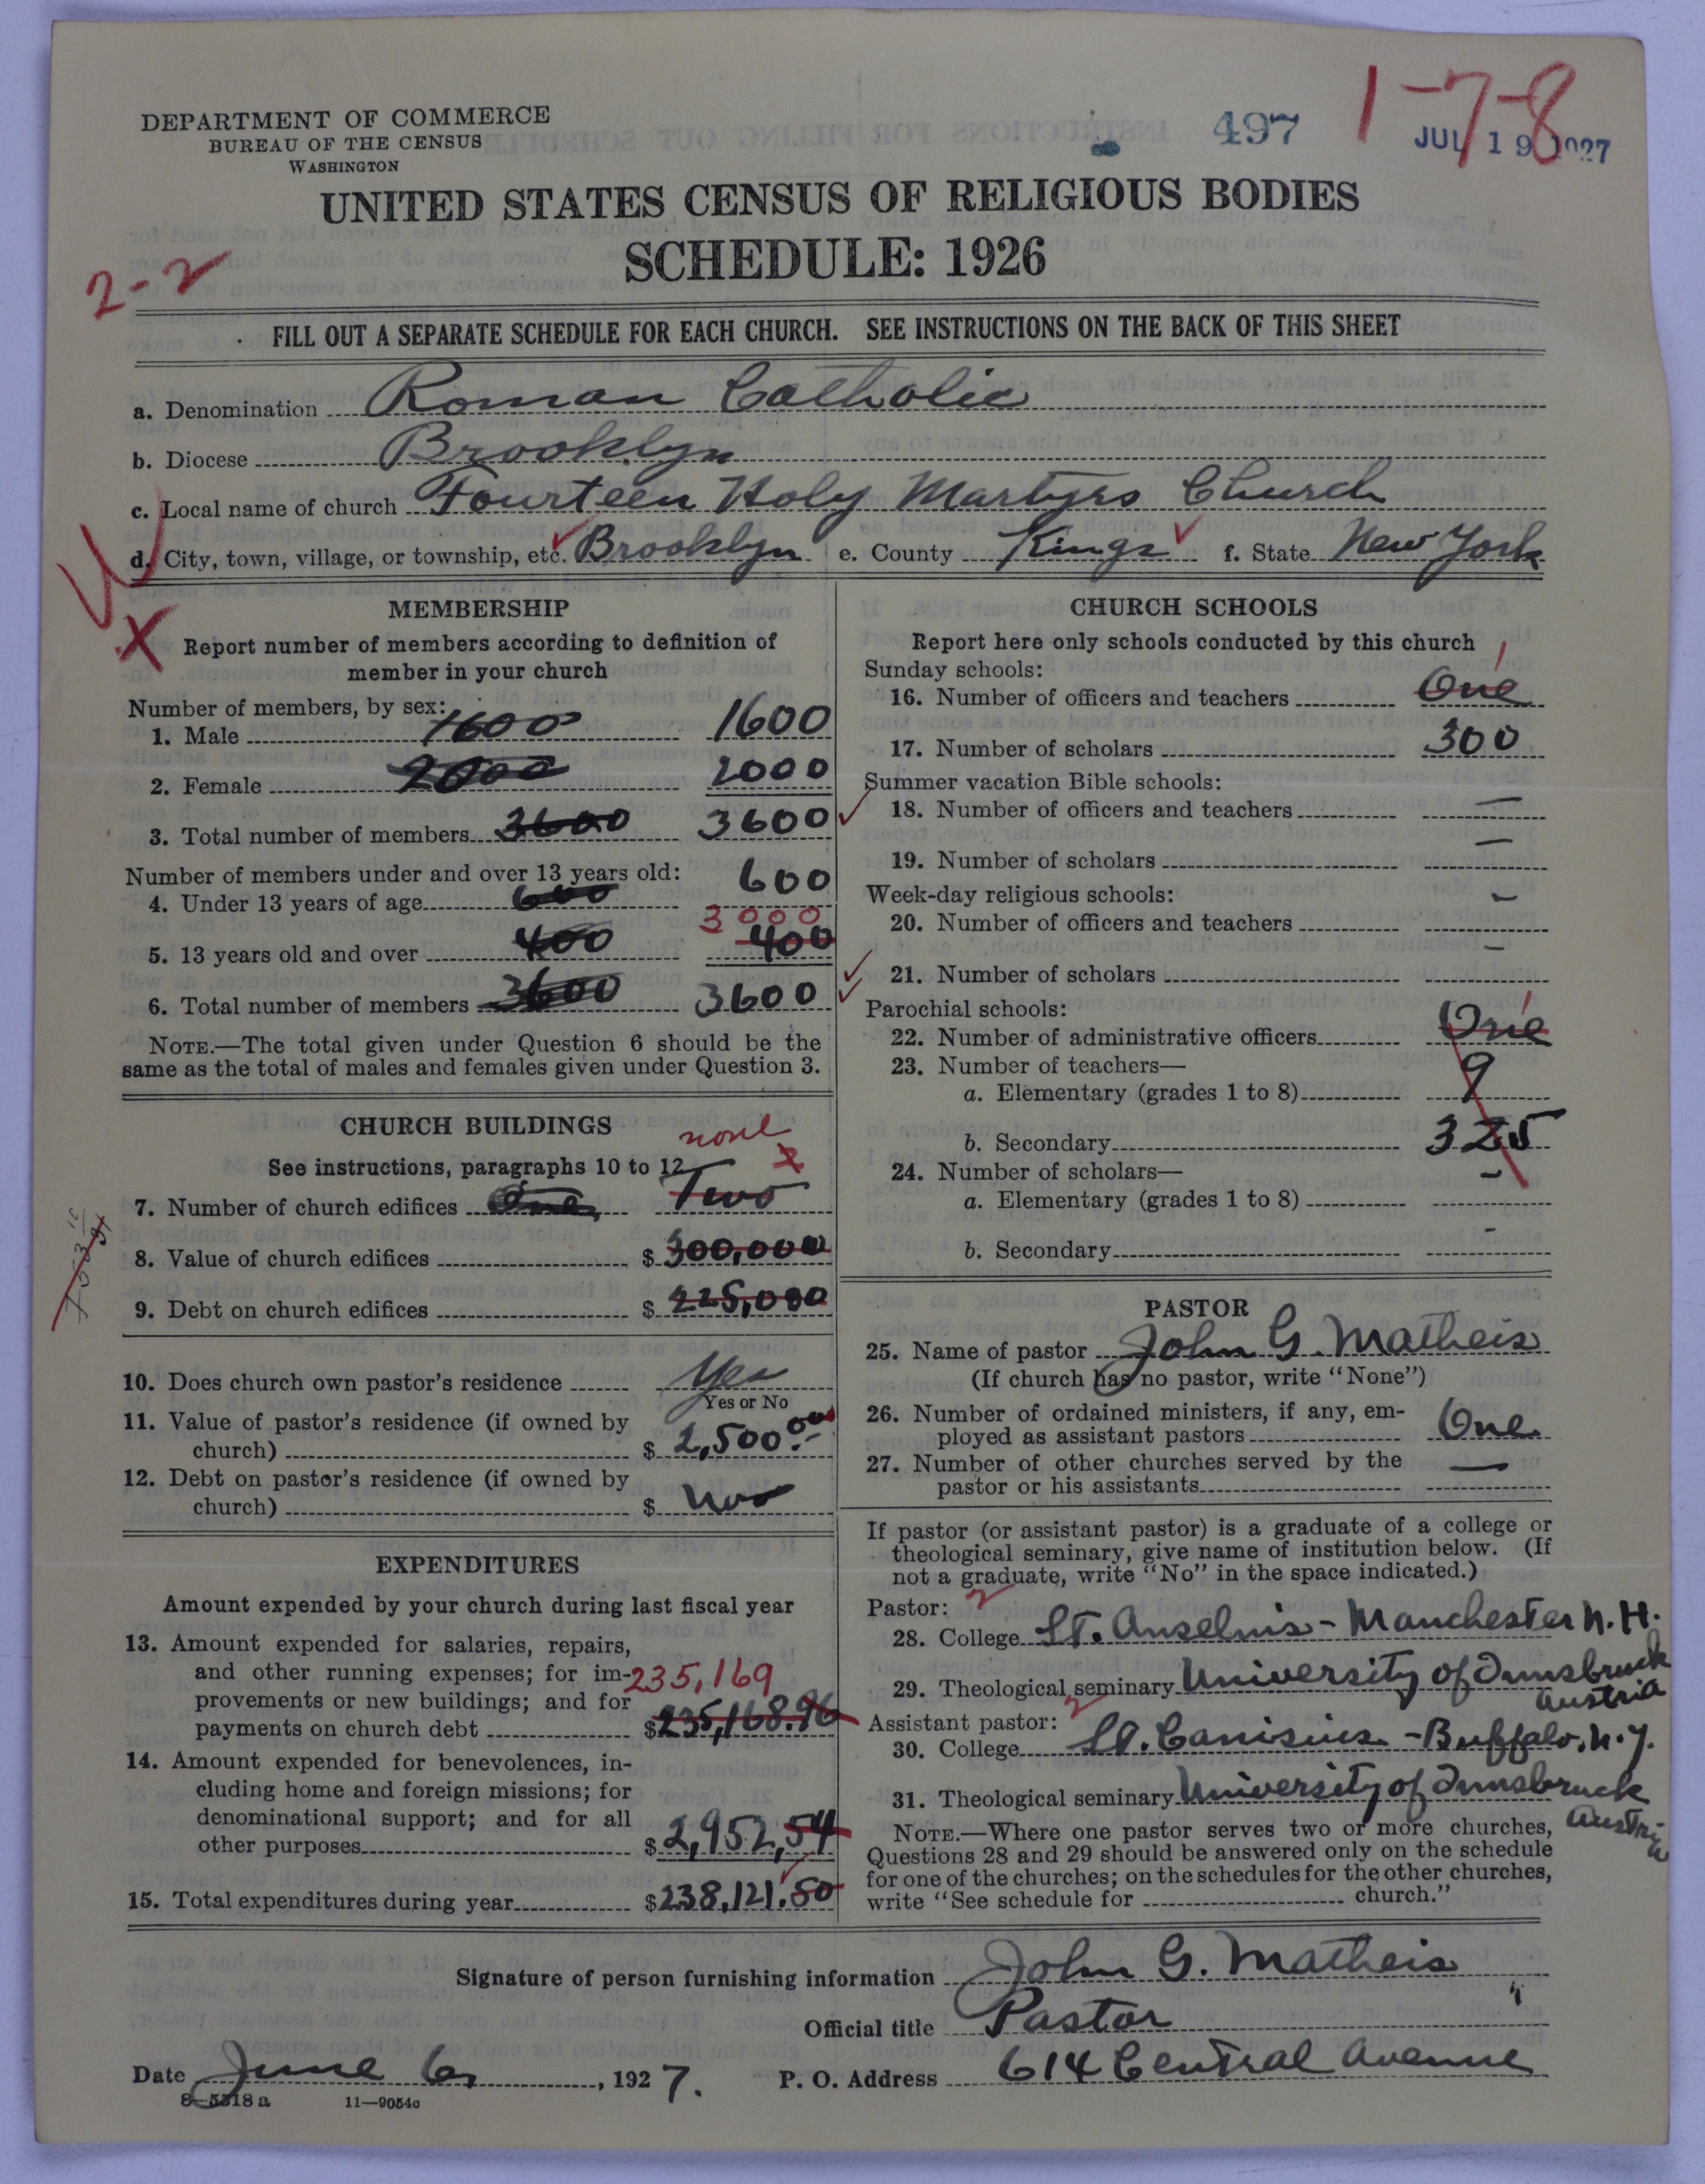 DEPARTMENT OF COMMERCE
BUREAU OF THE CENSUS
WASHINGTON
497
1-7-8
JUL 19 1927
UNITED STATES CENSUS OF RELIGIOUS BODIES
SCHEDULE: 1926
2-2
FILL OUT A SEPARATE SCHEDULE FOR EACH CHURCH. SEE INSTRUCTIONS ON THE BACK OF THIS SHEET
a. Denomination Roman Catholic
b. Diocese Brooklyn
c. Local name of church Fourteen Holy Martyrs Church
d. City, town, village, or township, etc. Brooklyn e. County Kings f. State New York
MEMBERSHIP
X Report number of members according to definition of
member in your church
Number of members, by sex:
1. Male 1600 1600
2. Female 2000 2000
3. Total number of members 3600 3600
Number of members under and over 13 years old:
4. Under 13 years of age 600 600
3000
5. 13 years old and over 400 400
6. Total number of members 3600 3600
NOTE.—The total given under Question 6 should be the
same as the total of males and females given under Question 3.
CHURCH BUILDINGS
none
See instructions, paragraphs 10 to 12
7. Number of church edifices One Two
8. Value of church edifices $ 300,000
9. Debt on church edifices $ 225,000
10. Does church own pastor's residence Yes
Yes or No
11. Value of pastor's residence (if owned by
church) $ 2,500
12. Debt on pastor's residence (if owned by
church) $
EXPENDITURES
Amount expended by your church during last fiscal year
13. Amount expended for salaries, repairs,
and other running expenses; for im-
235,169
provements or new buildings; and for
payments on church debt $235,168.96
14. Amount expended for benevolences, in-
cluding home and foreign missions; for
denominational support; and for all
other purposes $2,952,54
15. Total expenditures during year $238,121.50
CHURCH SCHOOLS
Report here only schools conducted by this church
Sunday schools:
1
16. Number of officers and teachers One
17. Number of scholars 300
Summer vacation Bible schools:
18. Number of officers and teachers —
19. Number of scholars —
Week-day religious schools:
20. Number of officers and teachers —
21. Number of scholars —
Parochial schools:
1
22. Number of administrative officers One
23. Number of teachers—
a. Elementary (grades 1 to 8) 9
b. Secondary 325
24. Number of scholars—
a. Elementary (grades 1 to 8) —
b. Secondary -
PASTOR
25. Name of pastor John G. Matheis
(If church has no pastor, write "None")
26. Number of ordained ministers, if any, em-
ployed as assistant pastors One
27. Number of other churches served by the
pastor or his assistants —
If pastor (or assistant pastor) is a graduate of a college or
theological seminary, give name of institution below. (If
not a graduate, write "No" in the space indicated.)
Pastor: 2
28. College St. Anselms - Manchester N. H.
29. Theological seminary University of Innsbruck
Austria
Assistant pastor: 2
30. College St. Canisius - Buffalo, N. Y.
31. Theological seminary University of Innsbruck
Austria
NOTE.—Where one pastor serves two or more churches,
Questions 28 and 29 should be answered only on the schedule
for one of the churches; on the schedules for the other churches,
write "See schedule for church."
Signature of person furnishing information John G. Matheis
Official title Pastor
Date June 6, 1927. P. O. Address 614 Central Avenue
8—5318 a 11—9054a